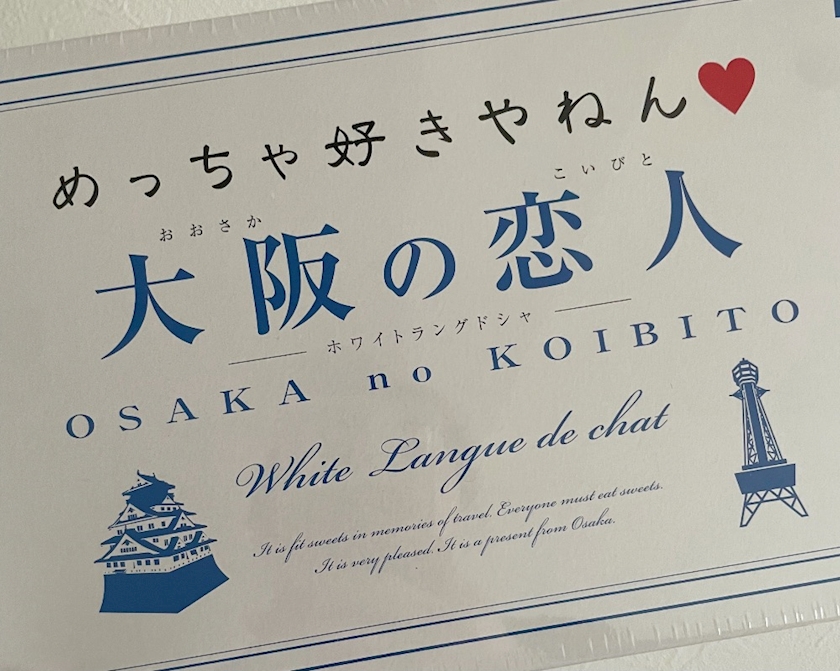 めっちゃ好きやねん
おおさか こいびと
大阪の恋人
ホワイトラングドシャ
OSAKA no KOIBITO
White Langue de chat
It is fit sweets in memories of travel. Everyone must eat sweets.
It is very pleased. It is a present from Osaka.